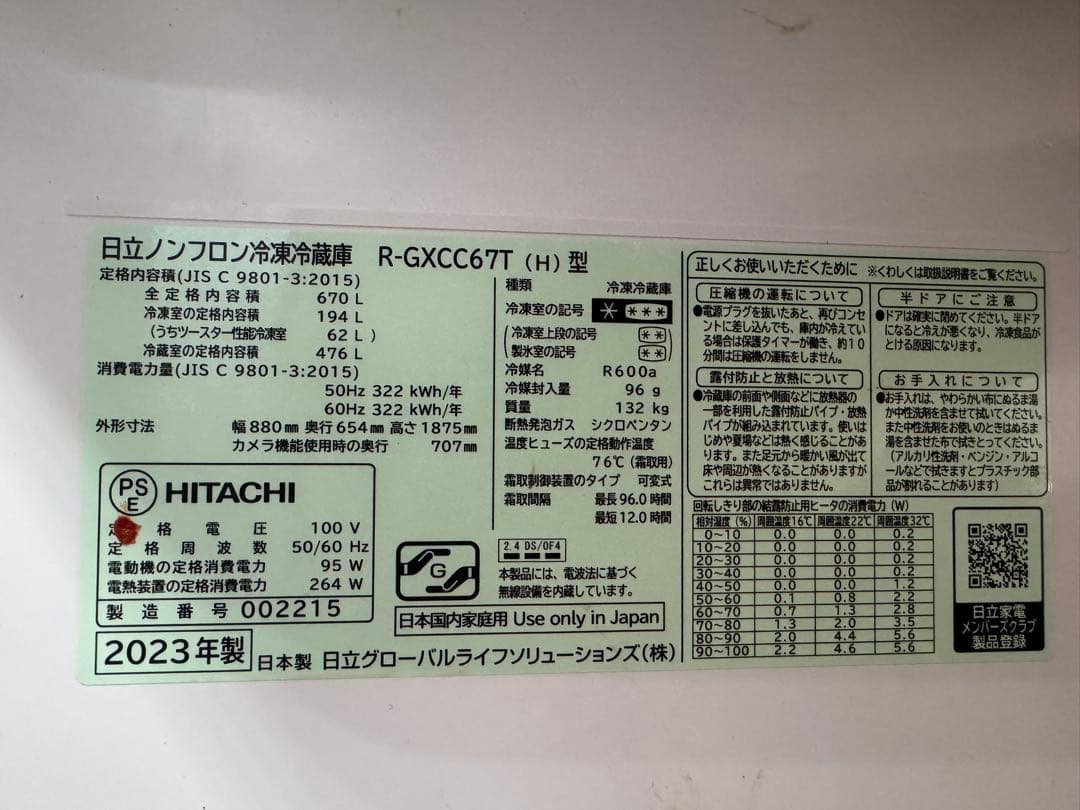 日立ノンフロン冷凍冷蔵庫 R-GXCC67T (H) 型
定格内容積(JIS C 9801-3:2015)
全定格内容積 670 L
冷凍室の定格内容積 194 L
(うちツースター性能冷凍室 62 L )
冷蔵室の定格内容積 476 L
消費電力量(JIS C 9801-3:2015)
50Hz 322 kWh/年
60Hz 322 kWh/年
外形寸法 幅880㎜ 奥行654㎜ 高さ1875㎜
カメラ機能使用時の奥行 707㎜
PS
E
HITACHI
定格電圧 100 V
定格周波数 50/60 Hz
電動機の定格消費電力 95 W
電熱装置の定格消費電力 264 W
製造番号 002215
2023年製
日本製 日立グローバルライフソリューションズ(株)
種類 冷凍冷蔵庫
冷凍室の記号 * ***
(冷凍室上段の記号 **
製氷室の記号 **)
冷媒名 R600a
冷媒封入量 96 g
質量 132 kg
断熱発泡ガス シクロペンタン
温度ヒューズの定格動作温度
76℃(霜取用)
霜取制御装置のタイプ 可変式
霜取間隔 最長96.0時間
最短12.0時間
G
2.4 DS/OF4
本製品には、電波法に基づく
無線設備を内蔵しています。
日本国内家庭用 Use only in Japan
正しくお使いいただくために ※くわしくは取扱説明書をご覧ください。
圧縮機の運転について
●電源プラグを抜いたあと、再びコンセ
ントに差し込んでも、庫内が冷えてい
る場合は保護タイマーが働き、約10
分間は圧縮機の運転をしません。
露付防止と放熱について
●冷蔵庫の前面や側面などに放熱器の
一部を利用した露付防止パイプ・放熱
パイプが組み込まれています。使いは
じめや夏場などは熱く感じることがあ
ります。また足元から暖かい風が出て
床や周辺が熱くなることがありますが
これらは異常ではありません。
半ドアにご注意
●ドアは確実に閉めてください。半ドア
になると冷えが悪くなり、冷凍食品が
とける原因になります。
お手入れについて
●お手入れは、やわらかい布にぬるま湯
か中性洗剤を含ませて拭いてください。
また中性洗剤をお使いのときはぬるま
湯を含ませた布で拭きとってください。
(アルカリ性洗剤・ベンジン・アルコ
ールなどで拭きますとプラスチック部
品が割れることがあります)
回転しきり部の結露防止用ヒータの消費電力(W)
相対湿度(%) 周囲温度16℃ 周囲温度22℃ 周囲温度32℃
0~10 0.0 0.0 0.2
10~20 0.0 0.0 0.2
20~30 0.0 0.0 0.2
30~40 0.0 0.0 0.2
40~50 0.0 0.0 1.2
50~60 0.1 0.8 2.2
60~70 0.7 1.3 2.8
70~80 1.3 2.0 3.5
80~90 2.0 4.4 5.6
90~100 2.2 4.6 5.6
日立家電
メンバーズクラブ
製品登録